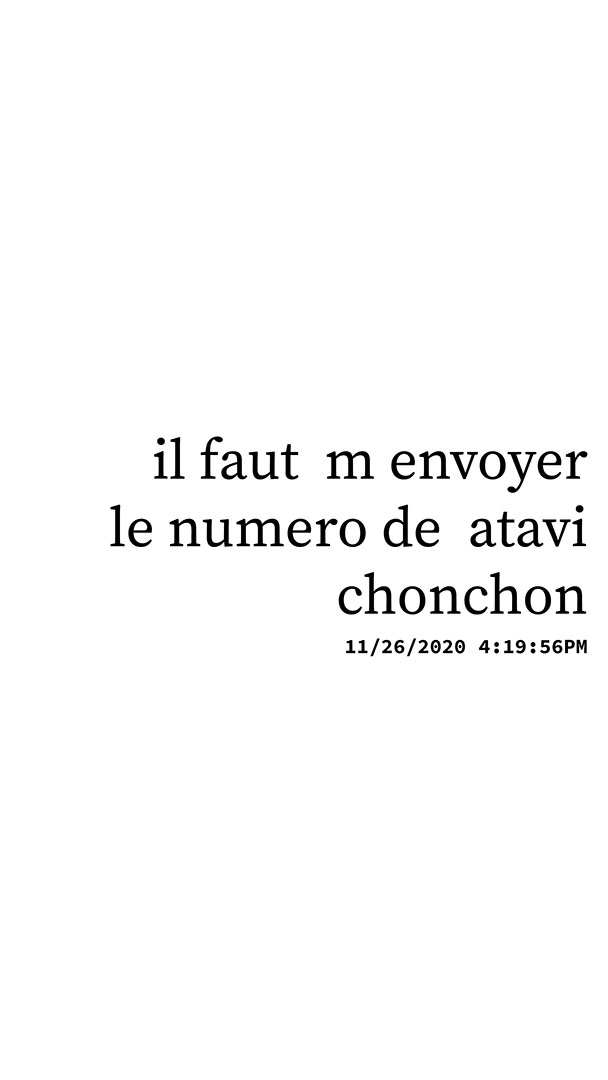 il faut  m envoyer
le numero de  atavi
chonchon
11/26/2020 4:19:56PM